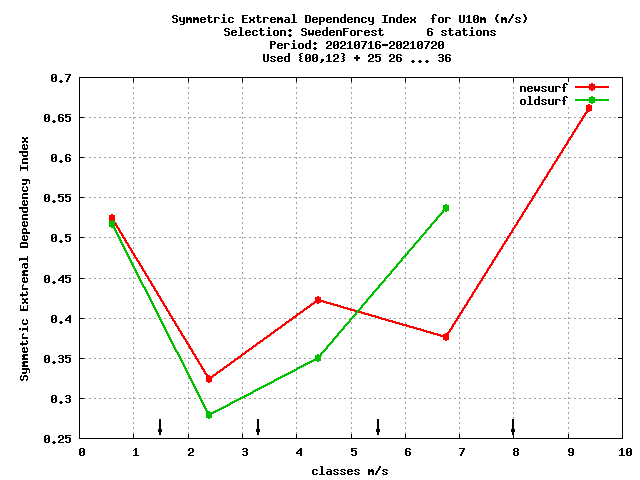 Symmetric Extremal Dependency Index  for U10m (m/s)
Selection: SwedenForest      6 stations
Period: 20210716-20210720
Used {00,12} + 25 26 ... 36
newsurf
oldsurf
Symmetric Extremal Dependency Index
0.7
0.65
0.6
0.55
0.5
0.45
0.4
0.35
0.3
0.25
0 1 2 3 4 5 6 7 8 9 10
classes m/s